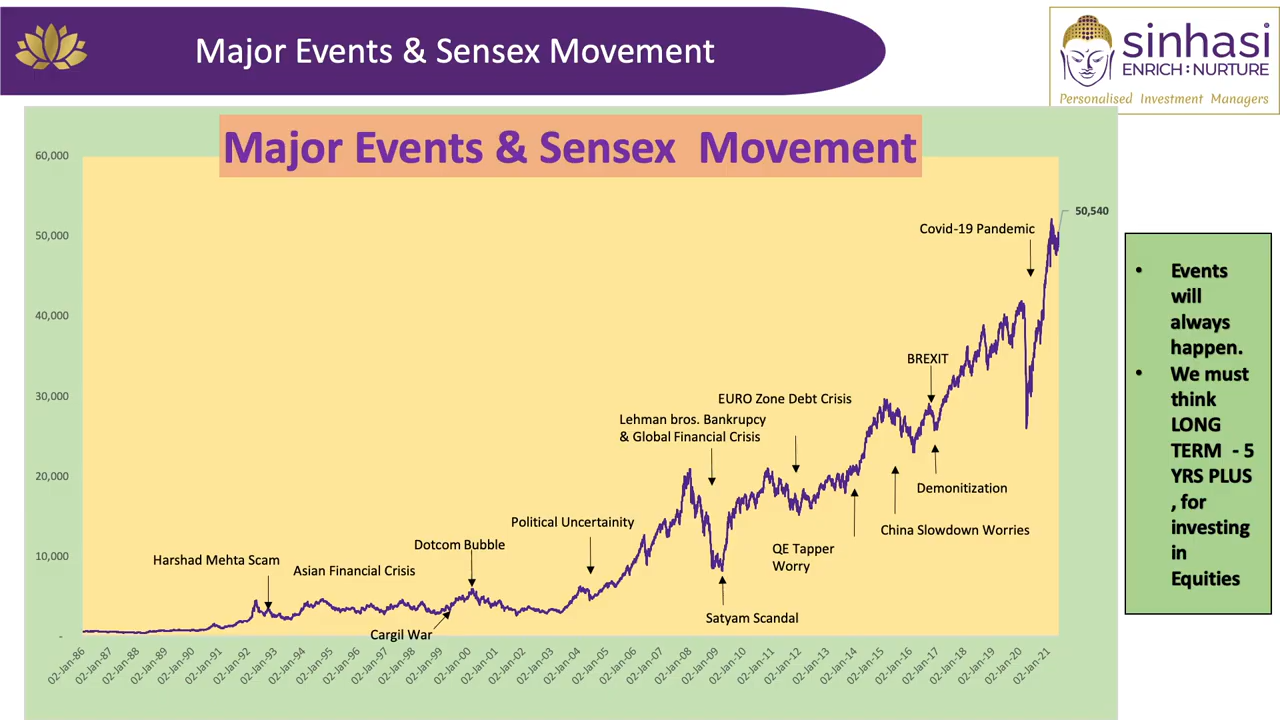 Major Events & Sensex Movement
sinhasi
ENRICH : NURTURE
Personalised Investment Managers
Major Events & Sensex Movement
60,000
50,000
40,000
30,000
20,000
10,000
-
50,540
Covid-19 Pandemic
BREXIT
EURO Zone Debt Crisis
Lehman bros. Bankrupcy
& Global Financial Crisis
Demonitization
Political Uncertainity
China Slowdown Worries
Dotcom Bubble
QE Tapper
Worry
Harshad Mehta Scam
Asian Financial Crisis
Satyam Scandal
Cargil War
02-Jan-86
02-Jan-87
02-Jan-88
02-Jan-89
02-Jan-90
02-Jan-91
02-Jan-92
02-Jan-93
02-Jan-94
02-Jan-95
02-Jan-96
02-Jan-97
02-Jan-98
02-Jan-99
02-Jan-00
02-Jan-01
02-Jan-02
02-Jan-03
02-Jan-04
02-Jan-05
02-Jan-06
02-Jan-07
02-Jan-08
02-Jan-09
02-Jan-10
02-Jan-11
02-Jan-12
02-Jan-13
02-Jan-14
02-Jan-15
02-Jan-16
02-Jan-17
02-Jan-18
02-Jan-19
02-Jan-20
02-Jan-21
• Events
will
always
happen.
• We must
think
LONG
TERM - 5
YRS PLUS
, for
investing
in
Equities